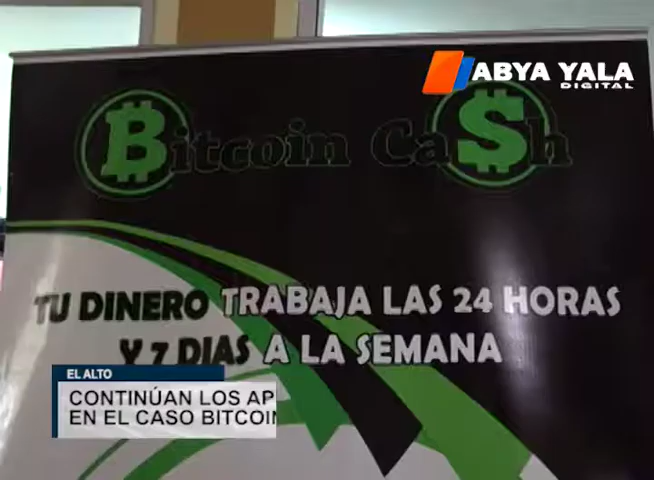 ABYA YALA
DIGITAL
Bitcoin Ca$h
TU DINERO TRABAJA LAS 24 HORAS
Y 7 DIAS A LA SEMANA
EL ALTO
CONTINÚAN LOS AP
EN EL CASO BITCOIN